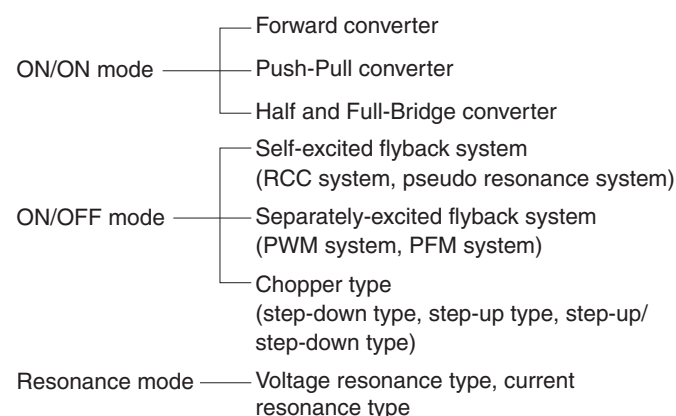 Forward converter
ON/ON mode
Push-Pull converter
Half and Full-Bridge converter
Self-excited flyback system
(RCC system, pseudo resonance system)
ON/OFF mode
Separately-excited flyback system
(PWM system, PFM system)
Chopper type
(step-down type, step-up type, step-up/
step-down type)
Resonance mode
Voltage resonance type, current
resonance type